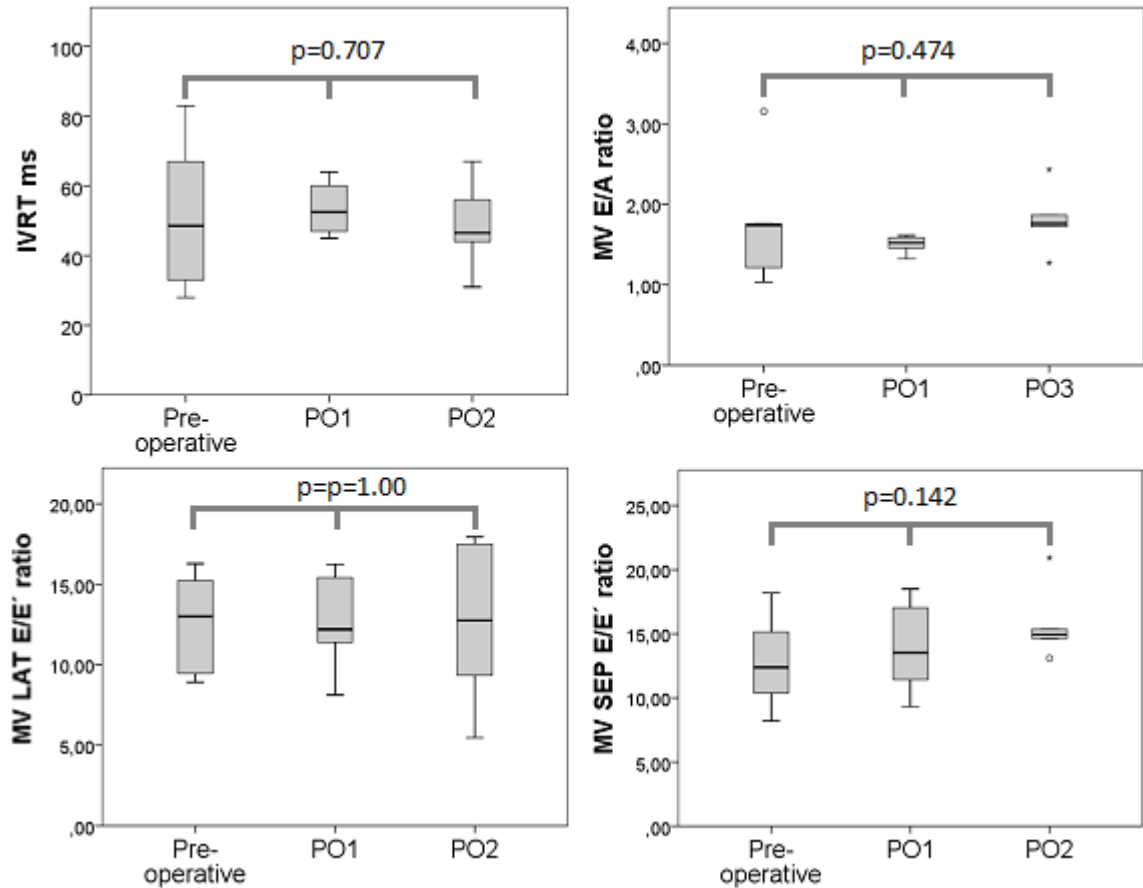 p=0.707
IVRT ms
100
80
60
40
20
0
Pre-
operative
PO1
PO2
p=0.474
MV E/A ratio
4,00
3,00
2,00
1,00
,00
Pre-
operative
PO1
PO3
p=p=1.00
MV LAT E/E´ ratio
20,00
15,00
10,00
5,00
,00
Pre-
operative
PO1
PO2
p=0.142
MV SEP E/E´ ratio
25,00
20,00
15,00
10,00
5,00
,00
Pre-
operative
PO1
PO2